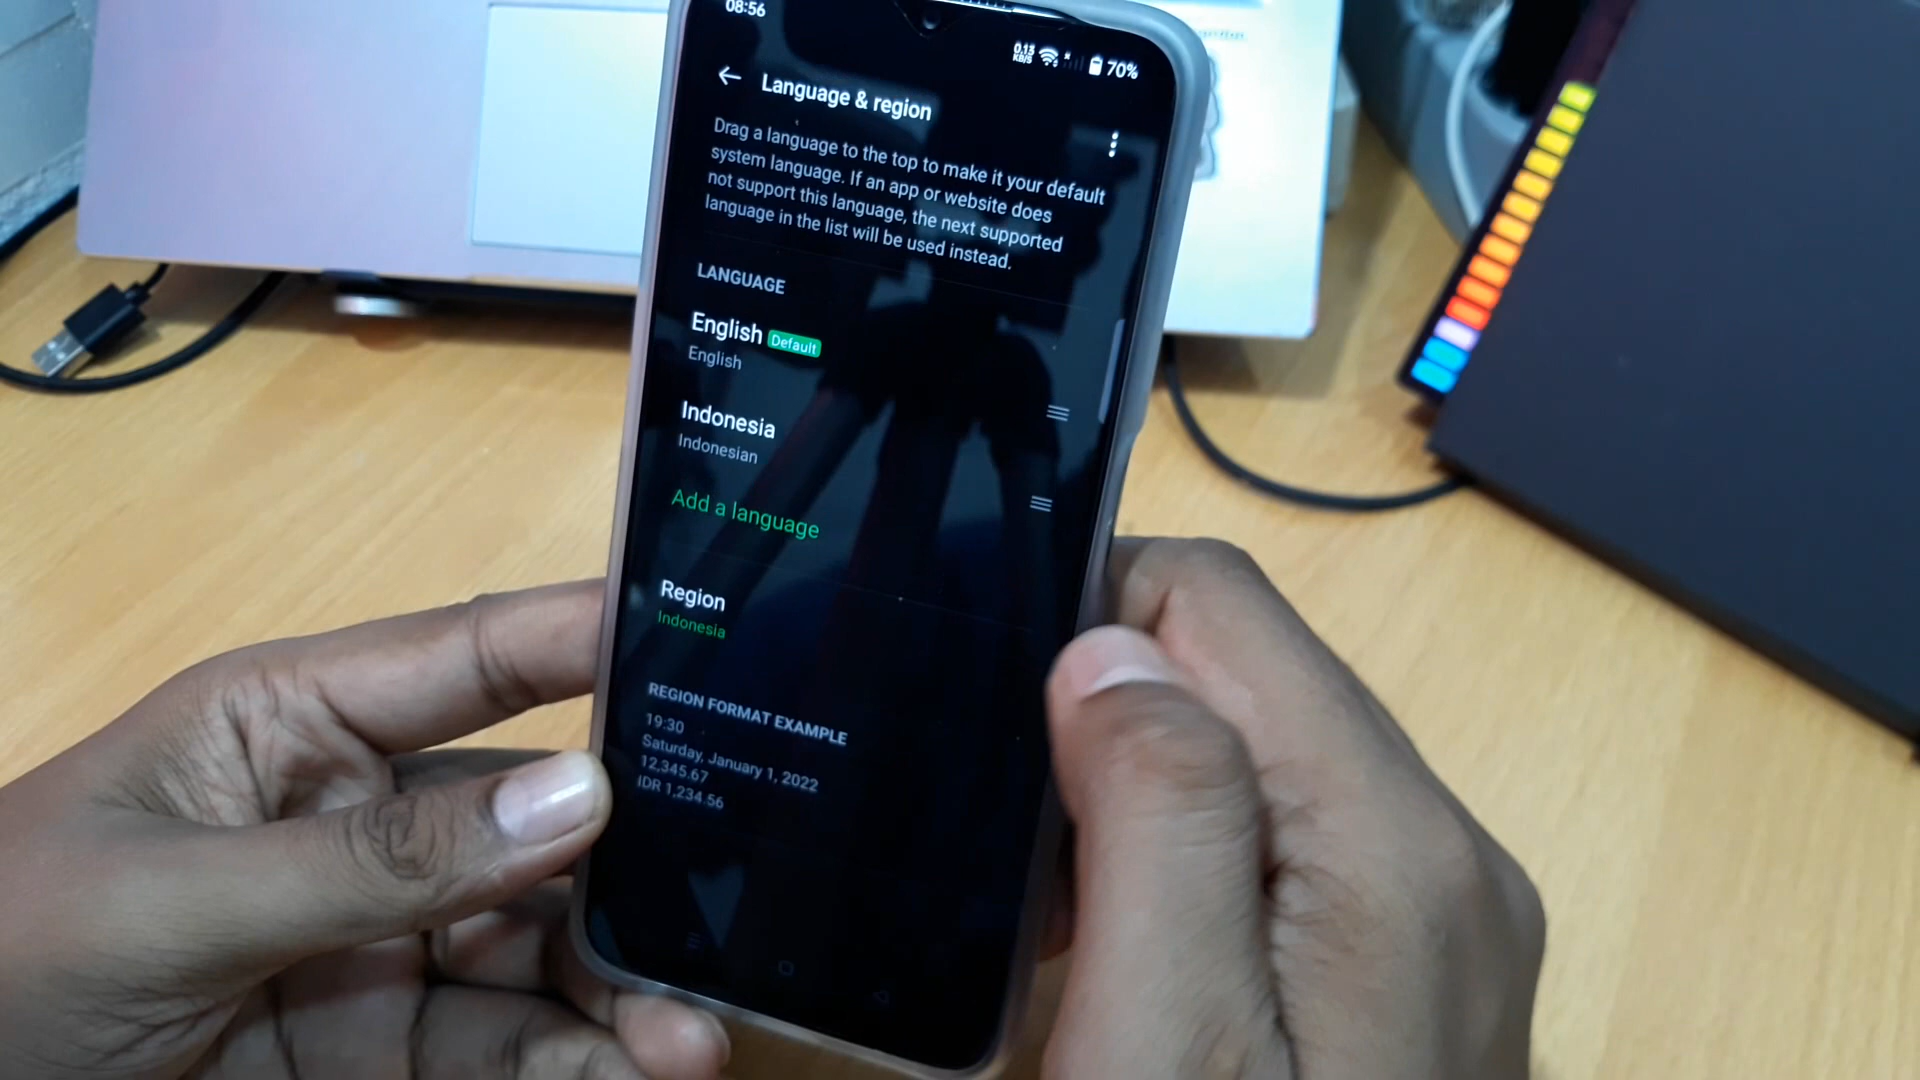 08:56
0.13
KB/S
70%
Language & region
Drag a language to the top to make it your default
system language. If an app or website does
not support this language, the next supported
language in the list will be used instead.
LANGUAGE
English Default
English
Indonesia
Indonesian
Add a language
Region
Indonesia
REGION FORMAT EXAMPLE
19:30
Saturday, January 1, 2022
12,345.67
IDR 1,234.56